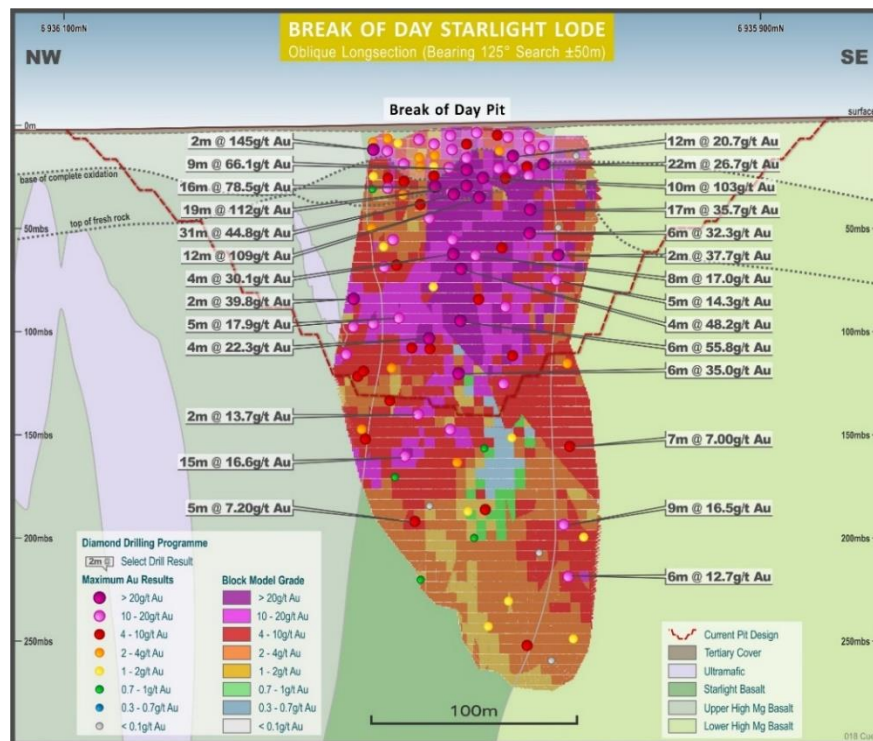 BREAK OF DAY STARLIGHT LODE
Oblique Longsection (Bearing 125° Search ±50m)
6 936 100mN
6 935 900mN
NW
SE
Break of Day Pit
0m
surface
2m @ 145g/t Au
9m @ 66.1g/t Au
base of complete oxidation
16m @ 78.5g/t Au
19m @ 112g/t Au
top of fresh rock
31m @ 44.8g/t Au
50mbs
12m @ 109g/t Au
4m @ 30.1g/t Au
2m @ 39.8g/t Au
5m @ 17.9g/t Au
100mbs
4m @ 22.3g/t Au
2m @ 13.7g/t Au
150mbs
15m @ 16.6g/t Au
5m @ 7.20g/t Au
200mbs
250mbs
12m @ 20.7g/t Au
22m @ 26.7g/t Au
10m @ 103g/t Au
17m @ 35.7g/t Au
6m @ 32.3g/t Au
50mbs
2m @ 37.7g/t Au
8m @ 17.0g/t Au
5m @ 14.3g/t Au
4m @ 48.2g/t Au
100mbs
6m @ 55.8g/t Au
6m @ 35.0g/t Au
7m @ 7.00g/t Au
150mbs
9m @ 16.5g/t Au
200mbs
6m @ 12.7g/t Au
250mbs
Diamond Drilling Programme
2m @
Select Drill Result
Maximum Au Results
> 20g/t Au
10 - 20g/t Au
4 - 10g/t Au
2 - 4g/t Au
1 - 2g/t Au
0.7 - 1g/t Au
0.3 - 0.7g/t Au
< 0.1g/t Au
Block Model Grade
> 20g/t Au
10 - 20g/t Au
4 - 10g/t Au
2 - 4g/t Au
1 - 2g/t Au
0.7 - 1g/t Au
0.3 - 0.7g/t Au
< 0.1g/t Au
100m
Current Pit Design
Tertiary Cover
Ultramafic
Starlight Basalt
Upper High Mg Basalt
Lower High Mg Basalt